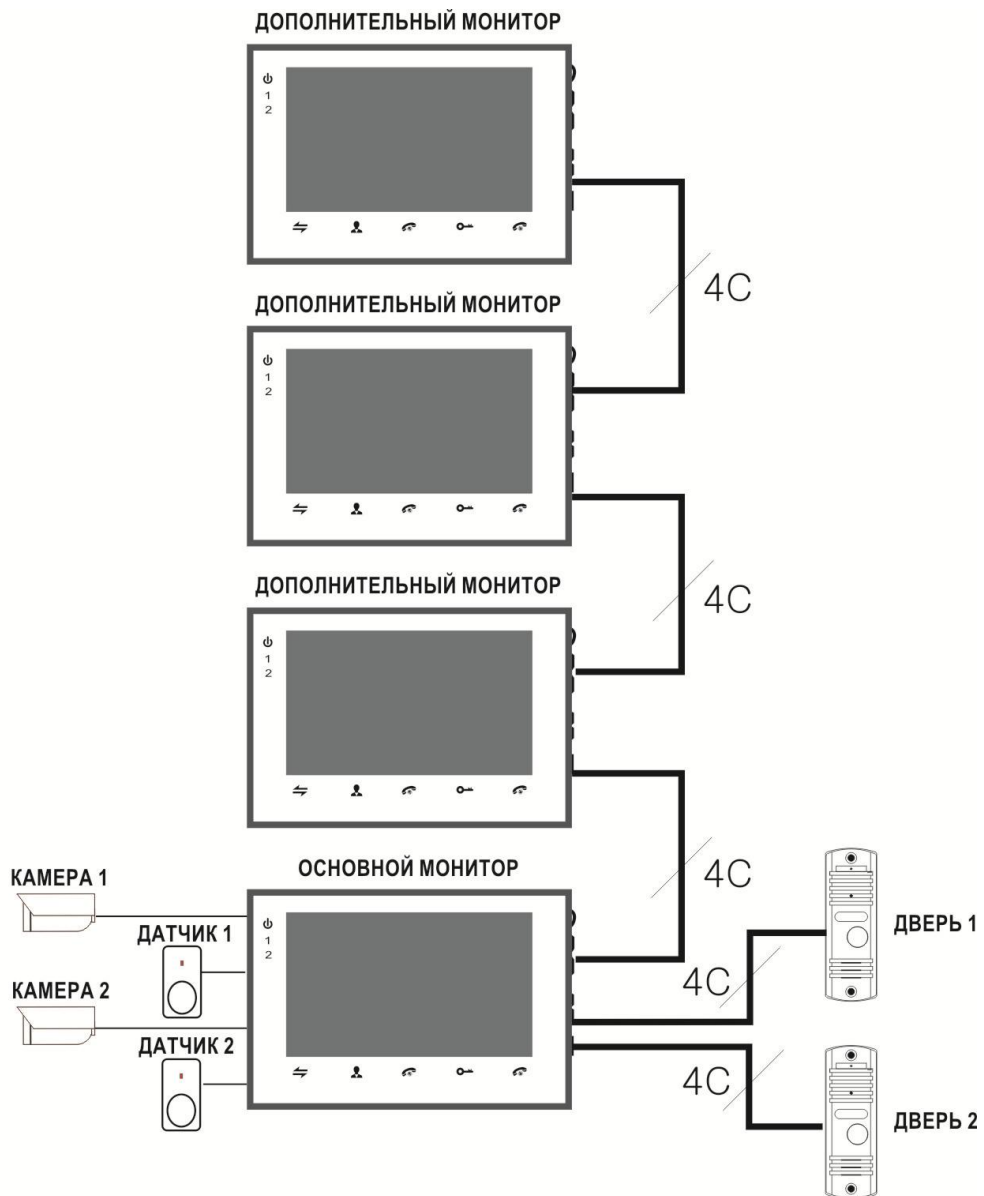 ДОПОЛНИТЕЛЬНЫЙ МОНИТОР
1
2
4C
ДОПОЛНИТЕЛЬНЫЙ МОНИТОР
1
2
4C
ДОПОЛНИТЕЛЬНЫЙ МОНИТОР
1
2
4C
ОСНОВНОЙ МОНИТОР
1
2
КАМЕРА 1
ДАТЧИК 1
КАМЕРА 2
ДАТЧИК 2
4C
ДВЕРЬ 1
4C
ДВЕРЬ 2